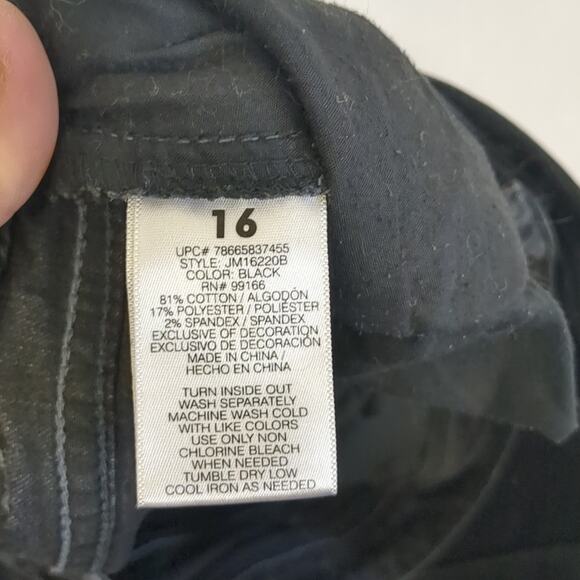 16
UPC# 78665837455
STYLE: JM16220B
COLOR: BLACK
RN# 99166
81% COTTON / ALGODÓN
17% POLYESTER / POLIÉSTER
2% SPANDEX / SPANDEX
EXCLUSIVE OF DECORATION
EXCLUSIVO DE DECORACIÓN
MADE IN CHINA /
HECHO EN CHINA
TURN INSIDE OUT
WASH SEPARATELY
MACHINE WASH COLD
WITH LIKE COLORS
USE ONLY NON
CHLORINE BLEACH
WHEN NEEDED
TUMBLE DRY LOW
COOL IRON AS NEEDED